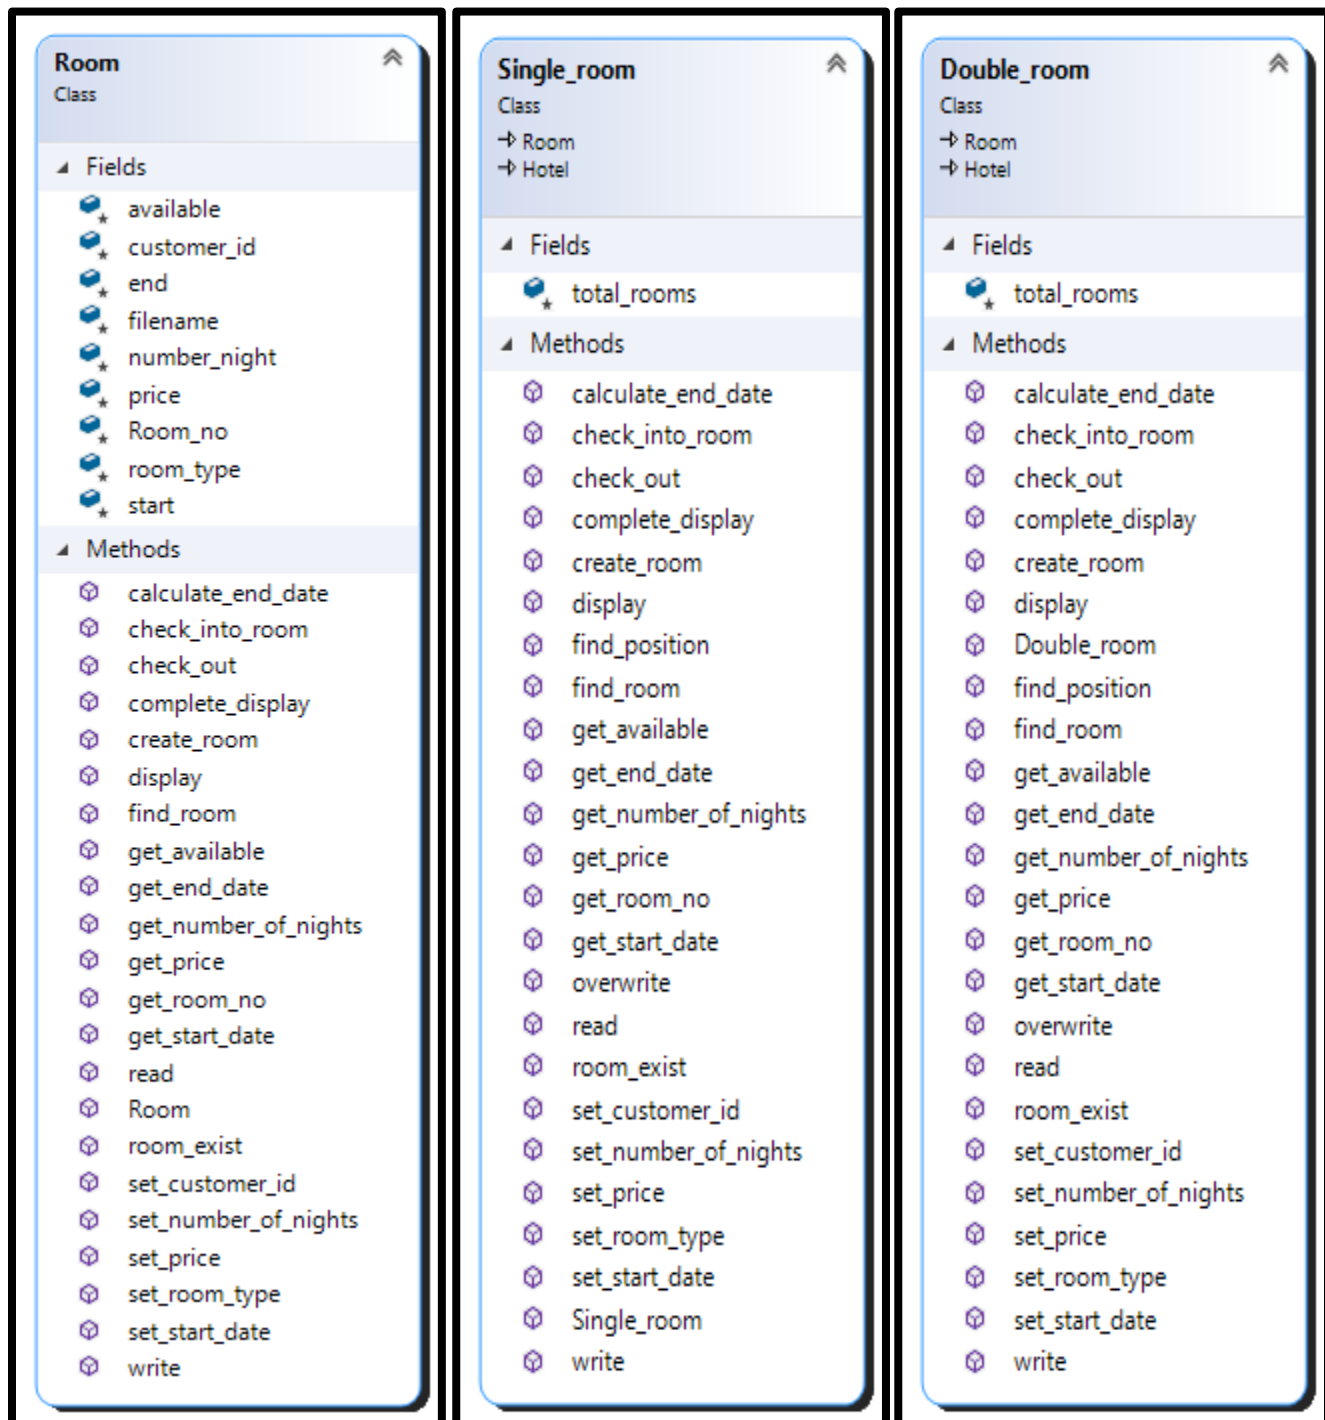 Room
Class
Fields
available
customer_id
end
filename
number_night
price
Room_no
room_type
start
Methods
calculate_end_date
check_into_room
check_out
complete_display
create_room
display
find_room
get_available
get_end_date
get_number_of_nights
get_price
get_room_no
get_start_date
read
Room
room_exist
set_customer_id
set_number_of_nights
set_price
set_room_type
set_start_date
write
Single_room
Class
Room
Hotel
Fields
total_rooms
Methods
calculate_end_date
check_into_room
check_out
complete_display
create_room
display
find_position
find_room
get_available
get_end_date
get_number_of_nights
get_price
get_room_no
get_start_date
overwrite
read
room_exist
set_customer_id
set_number_of_nights
set_price
set_room_type
set_start_date
Single_room
write
Double_room
Class
Room
Hotel
Fields
total_rooms
Methods
calculate_end_date
check_into_room
check_out
complete_display
create_room
display
Double_room
find_position
find_room
get_available
get_end_date
get_number_of_nights
get_price
get_room_no
get_start_date
overwrite
read
room_exist
set_customer_id
set_number_of_nights
set_price
set_room_type
set_start_date
write